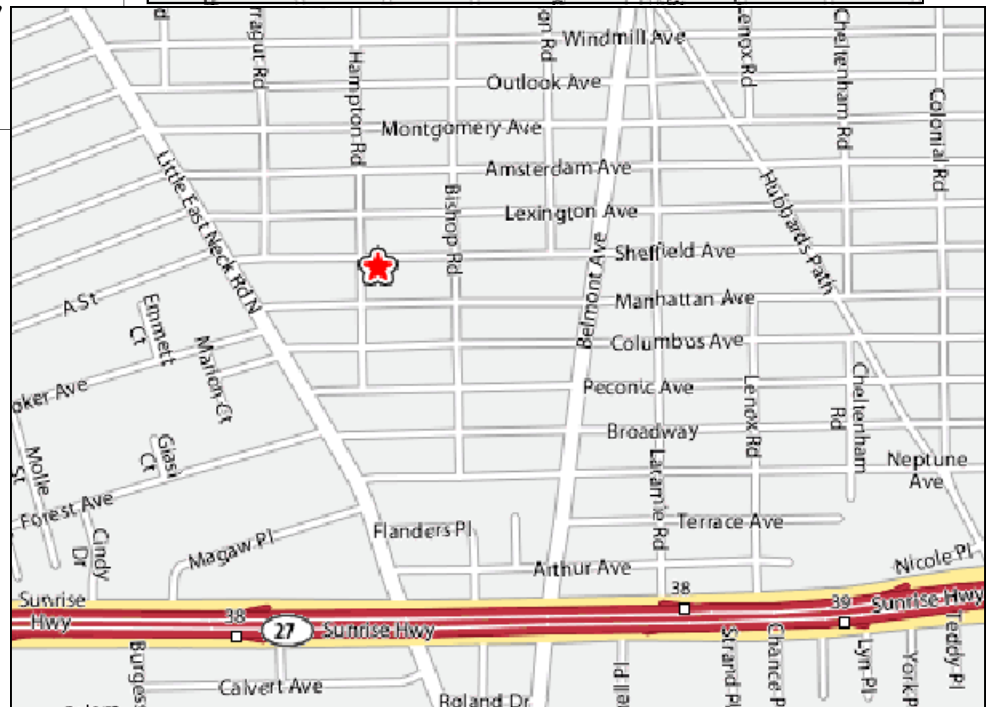 Windmill Ave
Lenox Rd
Cheltenham Rd
Hampton Rd
Outlook Ave
Colonial Rd
Montgomery Ave
Little East Neck Rd N
Amsterdam Ave
Hubbards Path
Bishop Rd
Lexington Ave
Belmont Ave
Sheffield Ave
A St
Emmett
Ct
Manhattan Ave
Marion Ct
Columbus Ave
Cheltenham
Rd
Peconic Ave
Lenox Rd
Broadway
Laramie Rd
Neptune
Ave
Forest Ave
Cindy
Dr
Magaw Pl
Flanders Pl
Terrace Ave
Arthur Ave
Nicole Pl
Sunrise
Hwy
38
27
Sunrise Hwy
38
39
Sunrise Hwy
Calvert Ave
Strand Pl
Chance P
Lyn Pl
York P
Teddy Pl
Burges
Roland Dr